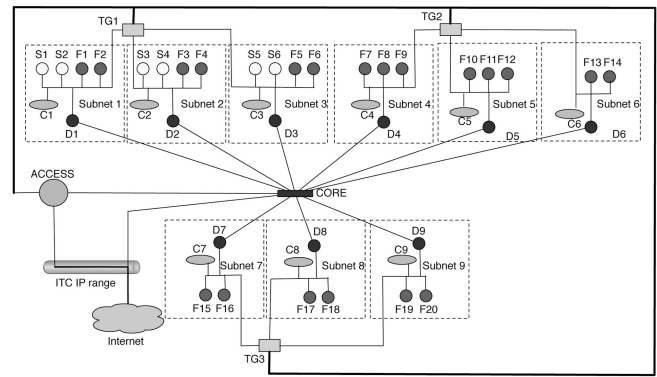 TG1
TG2
S1 S2 F1 F2
S3 S4 F3 F4
S5 S6 F5 F6
F7 F8 F9
F10 F11 F12
F13 F14
C1
Subnet 1
D1
C2
Subnet 2
D2
C3
Subnet 3
D3
C4
Subnet 4
D4
C5
Subnet 5
D5
C6
Subnet 6
D6
ACCESS
CORE
ITC IP range
Internet
D7
C7
Subnet 7
F15 F16
D8
C8
Subnet 8
F17 F18
D9
C9
Subnet 9
F19 F20
TG3